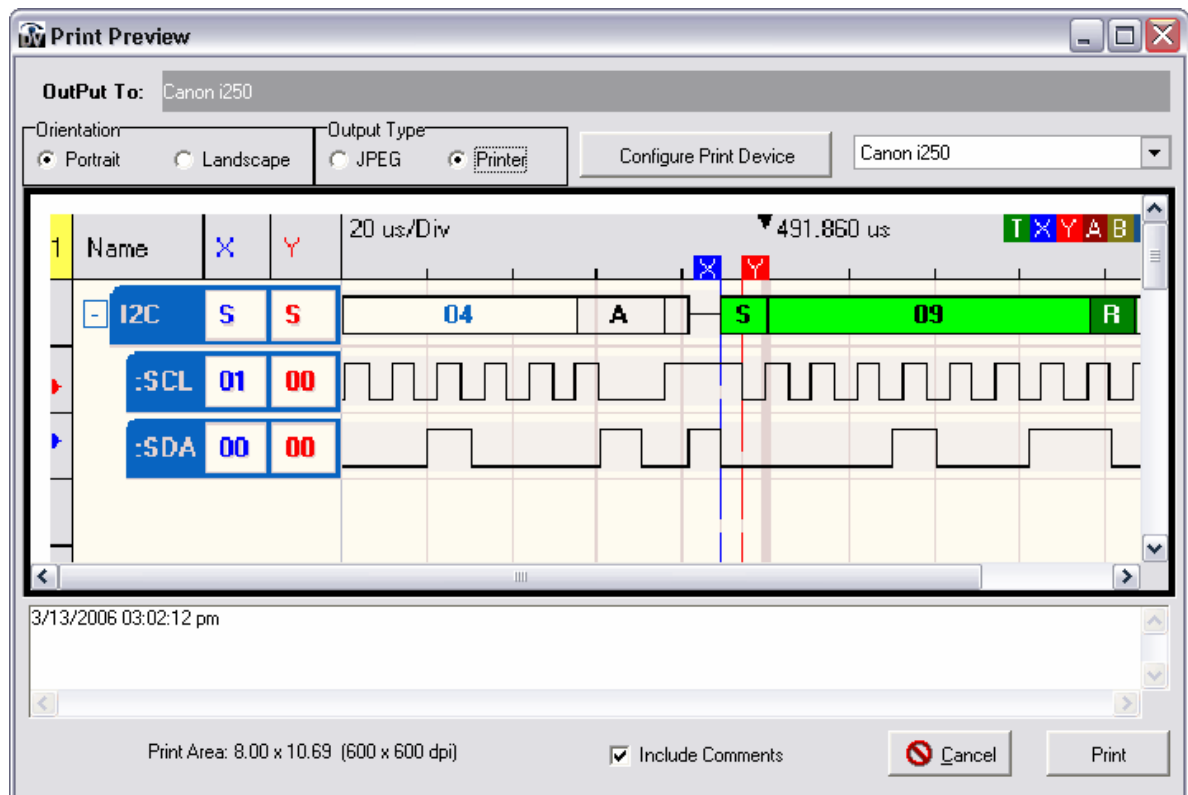 Print Preview
OutPut To: Canon i250
Orientation Output Type
Portrait Landscape JPEG Printer Configure Print Device Canon i250
1 Name X Y 20 us/Div 491.860 us T X Y A B
X Y
- I2C S S 04 A S 09 R
:SCL 01 00
:SDA 00 00
3/13/2006 03:02:12 pm
Print Area: 8.00 x 10.69 (600 x 600 dpi) Include Comments Cancel Print